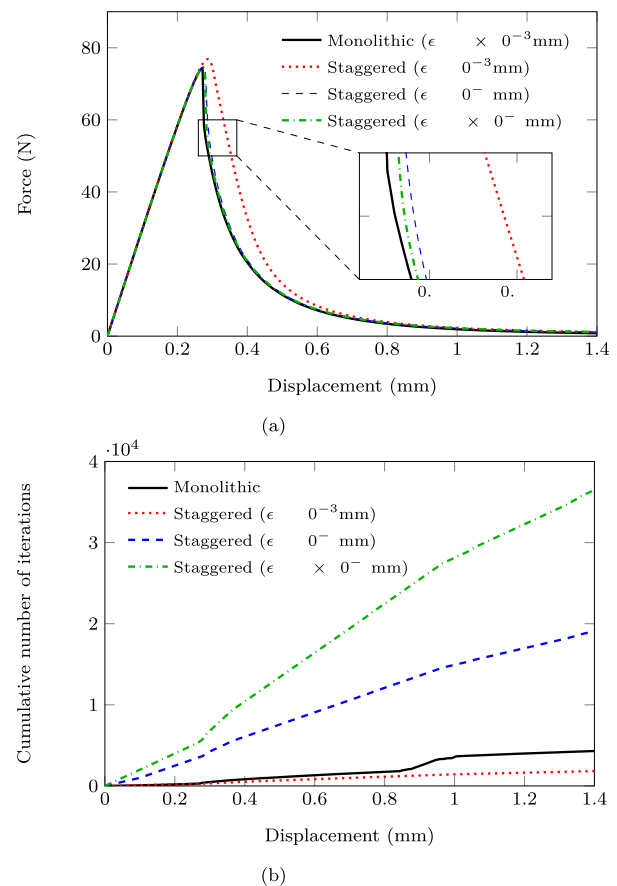 80
60
40
20
0
Force (N)
Monolithic (ϵ × 0⁻³mm)
Staggered (ϵ 0⁻³mm)
Staggered (ϵ 0⁻ mm)
Staggered (ϵ × 0⁻ mm)
0. 0.
0 0.2 0.4 0.6 0.8 1 1.2 1.4
Displacement (mm)
(a)
·10⁴
4
3
2
1
0
Cumulative number of iterations
Monolithic
Staggered (ϵ 0⁻³mm)
Staggered (ϵ 0⁻ mm)
Staggered (ϵ × 0⁻ mm)
0 0.2 0.4 0.6 0.8 1 1.2 1.4
Displacement (mm)
(b)